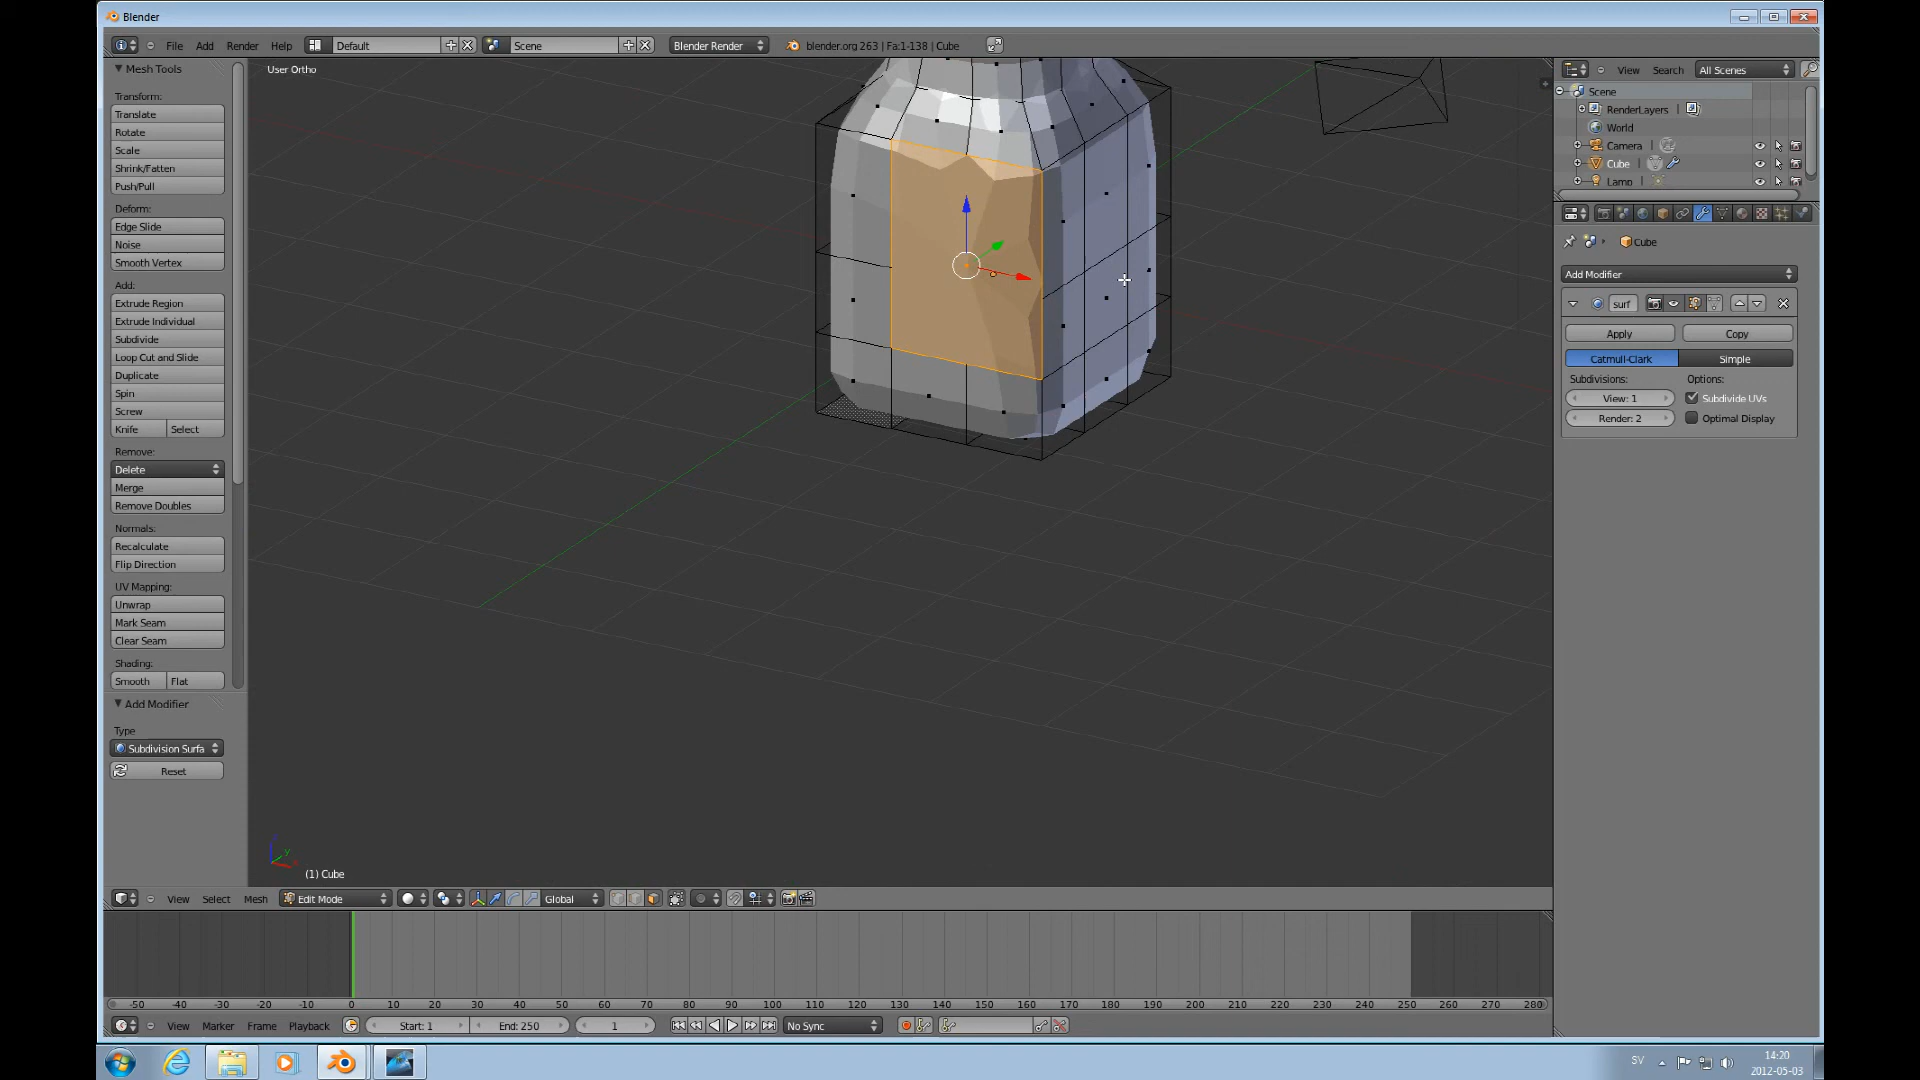 Blender
File Add Render Help Default Scene Blender Render blender.org 263 | Fa:1-138 | Cube
Mesh Tools
Transform:
Translate
Rotate
Scale
Shrink/Fatten
Push/Pull
Deform:
Edge Slide
Noise
Smooth Vertex
Add:
Extrude Region
Extrude Individual
Subdivide
Loop Cut and Slide
Duplicate
Spin
Screw
Knife Select
Remove:
Delete
Merge
Remove Doubles
Normals:
Recalculate
Flip Direction
UV Mapping:
Unwrap
Mark Seam
Clear Seam
Shading:
Smooth Flat
Add Modifier
Type
Subdivision Surfa
Reset
User Ortho
z
y
x
(1) Cube
View Select Mesh Edit Mode Global
View Search All Scenes
Scene
RenderLayers
World
Camera
Cube
Lamp
Cube
Add Modifier
surf
Apply Copy
Catmull-Clark Simple
Subdivisions: Options:
View: 1 Subdivide UVs
Render: 2 Optimal Display
-50 -40 -30 -20 -10 0 10 20 30 40 50 60 70 80 90 100 110 120 130 140 150 160 170 180 190 200 210 220 230 240 250 260 270 280
View Marker Frame Playback Start: 1 End: 250 1 No Sync
SV 14:20
2012-05-03